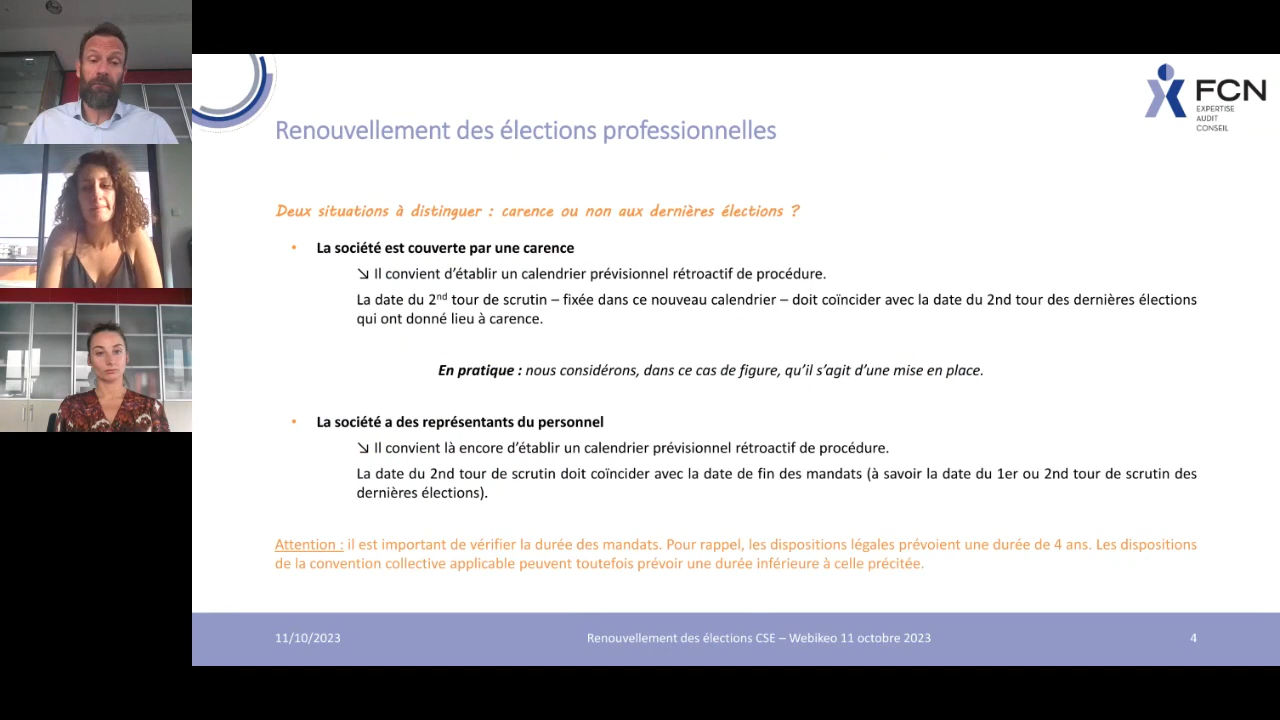 FCN
EXPERTISE
AUDIT
CONSEIL
Renouvellement des élections professionnelles
Deux situations à distinguer : carence ou non aux dernières élections ?
• La société est couverte par une carence
↘ Il convient d’établir un calendrier prévisionnel rétroactif de procédure.
La date du 2nd tour de scrutin – fixée dans ce nouveau calendrier – doit coïncider avec la date du 2nd tour des dernières élections
qui ont donné lieu à carence.
En pratique : nous considérons, dans ce cas de figure, qu’il s’agit d’une mise en place.
• La société a des représentants du personnel
↘ Il convient là encore d’établir un calendrier prévisionnel rétroactif de procédure.
La date du 2nd tour de scrutin doit coïncider avec la date de fin des mandats (à savoir la date du 1er ou 2nd tour de scrutin des
dernières élections).
Attention : il est important de vérifier la durée des mandats. Pour rappel, les dispositions légales prévoient une durée de 4 ans. Les dispositions
de la convention collective applicable peuvent toutefois prévoir une durée inférieure à celle précitée.
11/10/2023
Renouvellement des élections CSE – Webikeo 11 octobre 2023
4